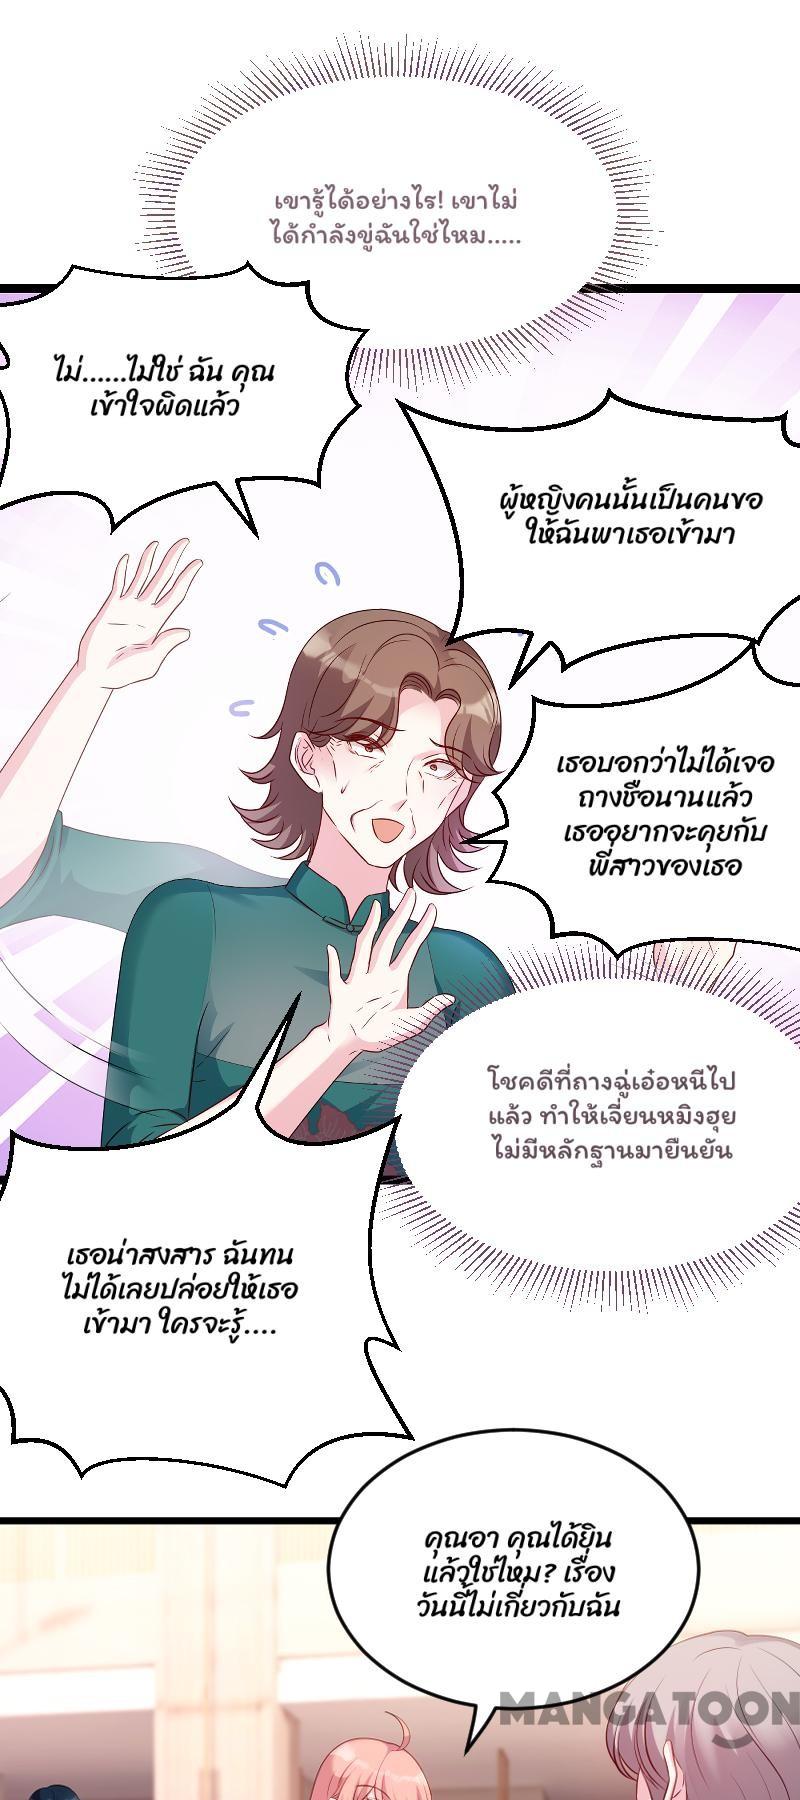 เขารู้ได้อย่างไร! เขาไม่
ได้กำลังขู่ฉันใช่ไหม.....
ไม่......ไม่ใช่ ฉัน คุณ
เข้าใจผิดแล้ว
ผู้หญิงคนนั้นเป็นคนขอ
ให้ฉันพาเธอเข้ามา
เธอบอกว่าไม่ได้เจอ
ถางชือนานแล้ว
เธออยากจะคุยกับ
พี่สาวของเธอ
โชคดีที่ถางฉู่เอ๋อหนีไป
แล้ว ทำให้เจี่ยนหมิงฮุย
ไม่มีหลักฐานมายืนยัน
เธอน่าสงสาร ฉันทน
ไม่ได้เลยปล่อยให้เธอ
เข้ามา ใครจะรู้....
คุณอา คุณได้ยิน
แล้วใช่ไหม? เรื่อง
วันนี้ไม่เกี่ยวกับฉัน
MANGATOON